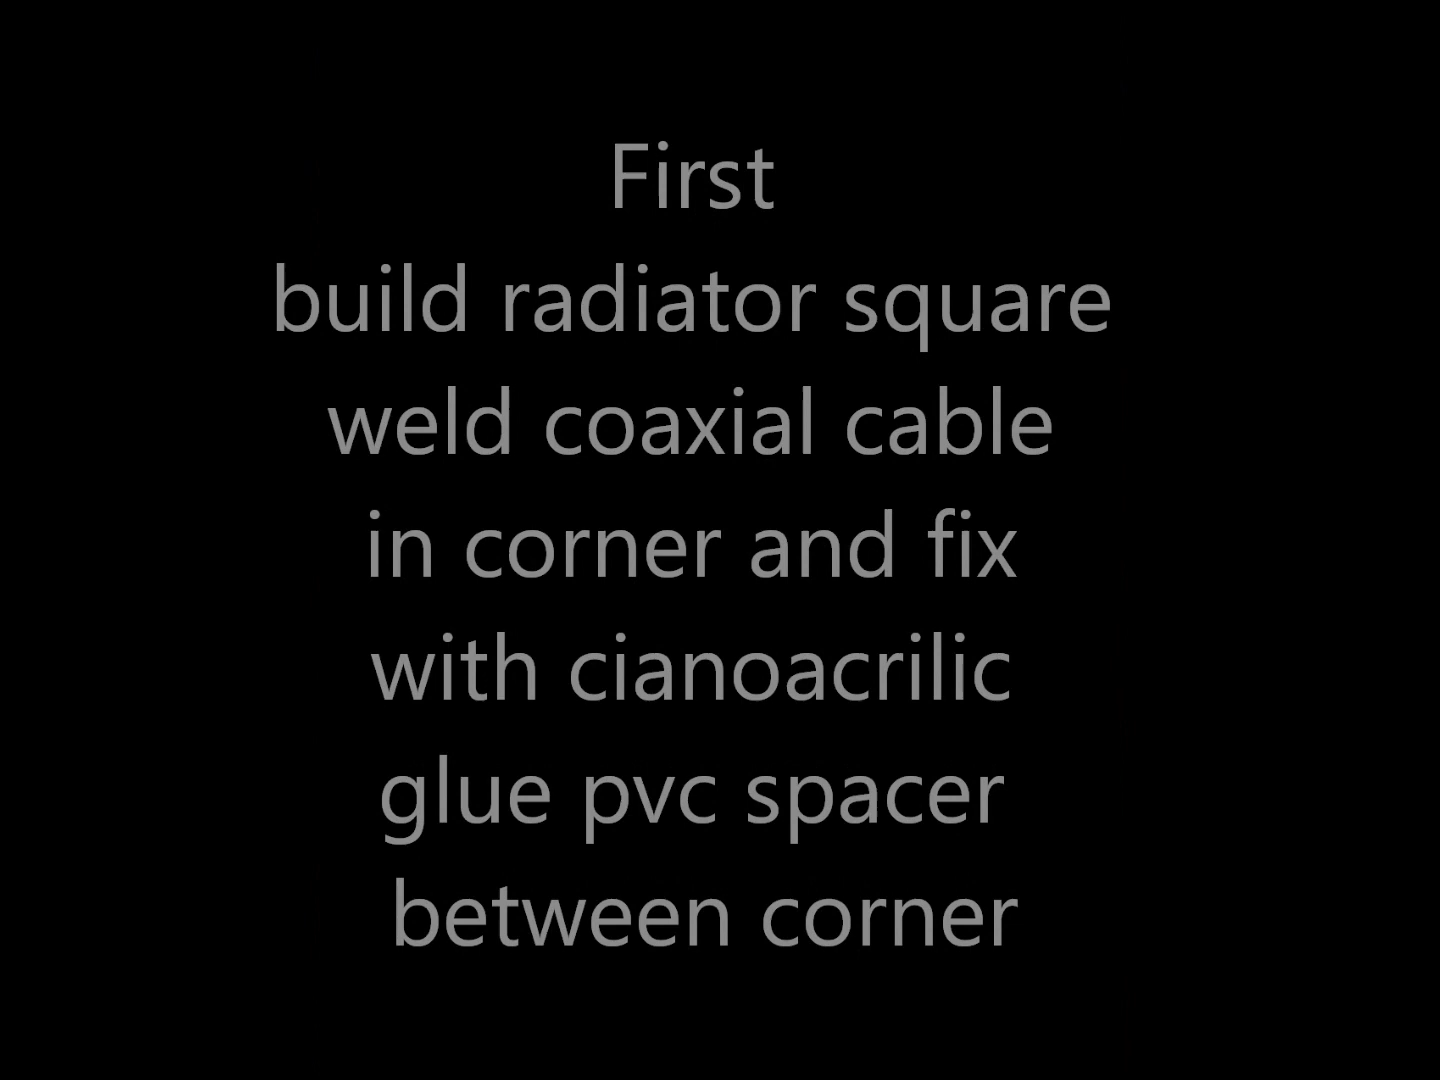 First
build radiator square
weld coaxial cable
in corner and fix
with cianoacrilic
glue pvc spacer
between corner